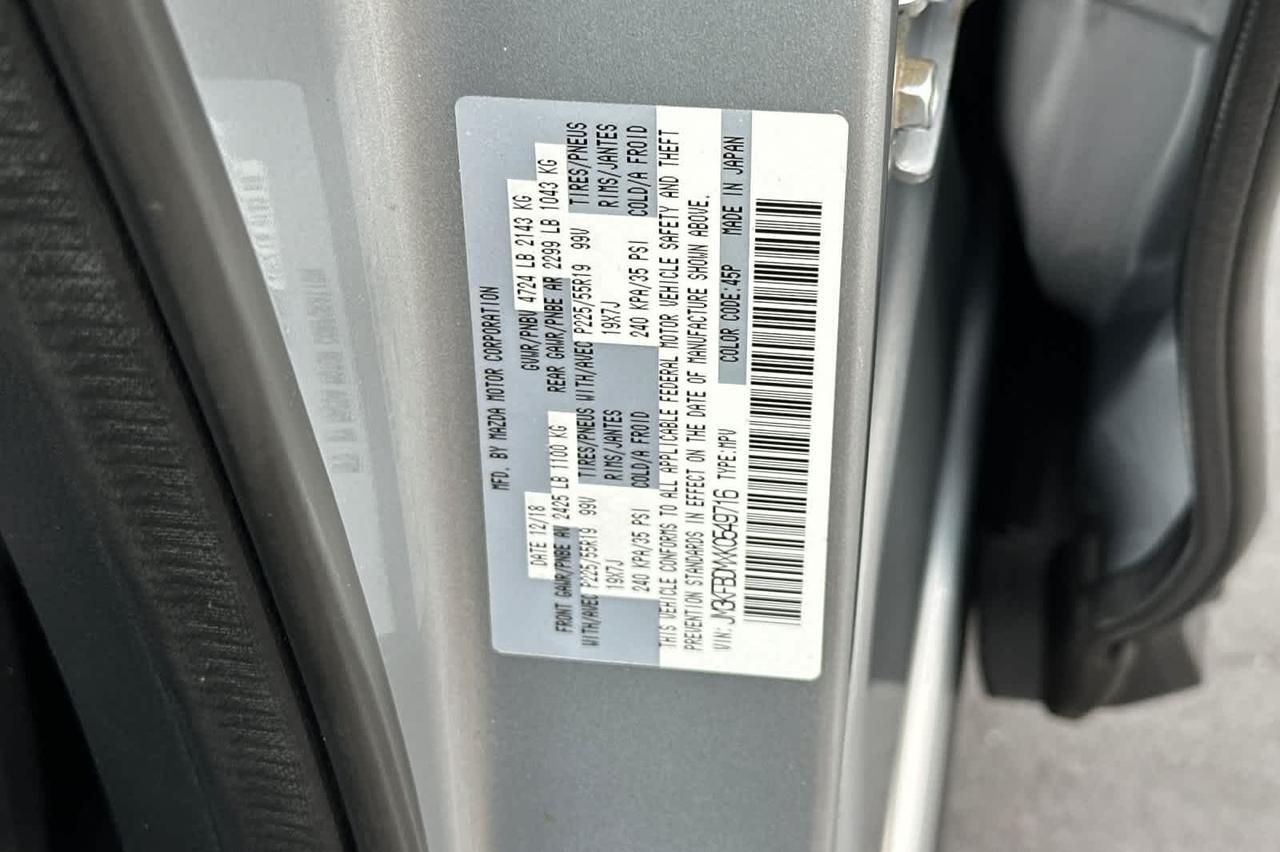 MFD. BY MAZDA MOTOR CORPORATION
DATE 12/18 GVWR/PNBV 4724 LB 2143 KG
FRONT GAWR/PNBE AV 2425 LB 1100 KG REAR GAWR/PNBE AR 2299 LB 1043 KG
WITH/AVEC P225/55R19 99V TIRES/PNEUS WITH/AVEC P225/55R19 99V TIRES/PNEUS
19X7J RIMS/JANTES 19X7J RIMS/JANTES
240 KPA/35 PSI COLD/A FROID 240 KPA/35 PSI COLD/A FROID
THIS VEHICLE CONFORMS TO ALL APPLICABLE FEDERAL MOTOR VEHICLE SAFETY AND THEFT
PREVENTION STANDARDS IN EFFECT ON THE DATE OF MANUFACTURE SHOWN ABOVE.
VIN: JM3KFBDMXK0549716 TYPE:MPV COLOR CODE:45P MADE IN JAPAN